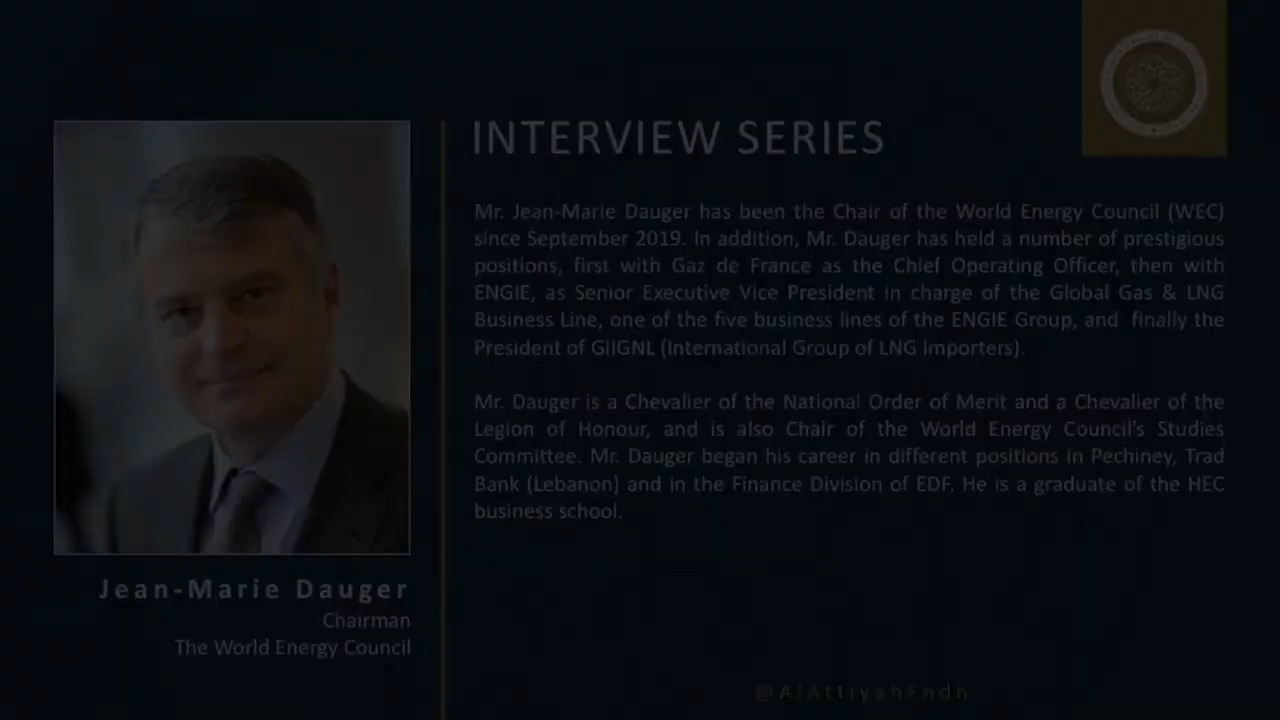 INTERVIEW SERIES
Mr. Jean-Marie Dauger has been the Chair of the World Energy Council (WEC)
since September 2019. In addition, Mr. Dauger has held a number of prestigious
positions, first with Gaz de France as the Chief Operating Officer, then with
ENGIE, as Senior Executive Vice President in charge of the Global Gas & LNG
Business Line, one of the five business lines of the ENGIE Group, and finally the
President of GIIGNL (International Group of LNG Importers).
Mr. Dauger is a Chevalier of the National Order of Merit and a Chevalier of the
Legion of Honour, and is also Chair of the World Energy Council's Studies
Committee. Mr. Dauger began his career in different positions in Pechiney, Trad
Bank (Lebanon) and in the Finance Division of EDF. He is a graduate of the HEC
business school.
Jean-Marie Dauger
Chairman
The World Energy Council
@AlAttiyahFndn